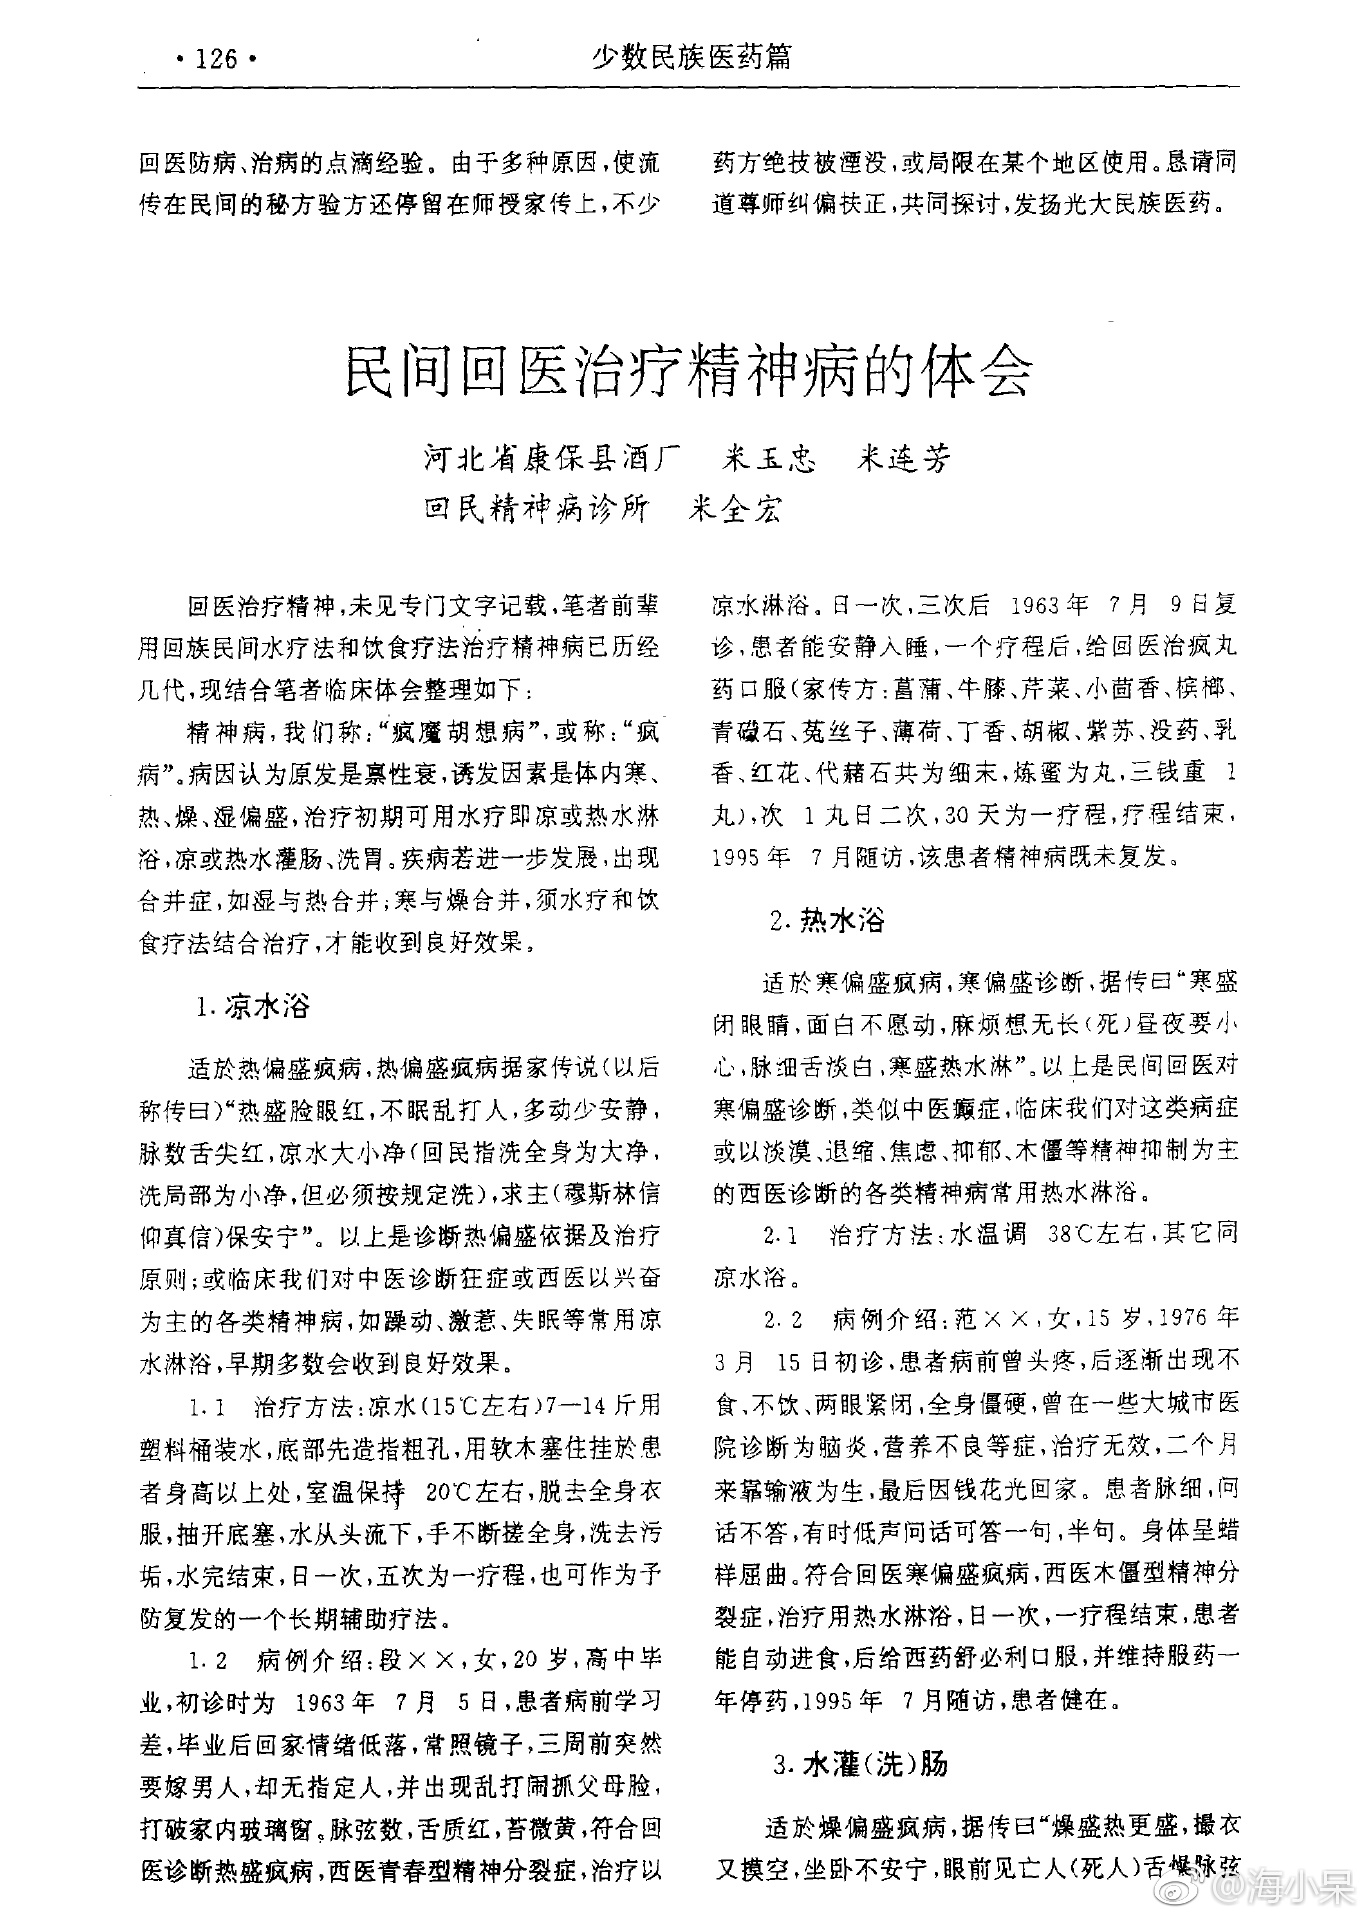 ·126·
少数民族医药篇
回医防病、治病的点滴经验。由于多种原因,使流
传在民间的秘方验方还停留在师授家传上,不少
药方绝技被湮没,或局限在某个地区使用。恳请同
道尊师纠偏扶正,共同探讨,发扬光大民族医药。
民间回医治疗精神病的体会
河北省康保县酒厂 米玉忠 米连芳
回民精神病诊所 米全宏
回医治疗精神,未见专门文字记载,笔者前辈
用回族民间水疗法和饮食疗法治疗精神病已历经
几代,现结合笔者临床体会整理如下:
精神病,我们称:“疯魔胡想病”,或称:“疯
病”。病因认为原发是禀性衰,诱发因素是体内寒、
热、燥、湿偏盛,治疗初期可用水疗即凉或热水淋
浴,凉或热水灌肠、洗胃。疾病若进一步发展,出现
合并症,如湿与热合并;寒与燥合并,须水疗和饮
食疗法结合治疗,才能收到良好效果。
1.凉水浴
适於热偏盛疯病,热偏盛疯病据家传说(以后
称传曰)“热盛脸眼红,不眠乱打人,多动少安静,
脉数舌尖红,凉水大小净(回民指洗全身为大净,
洗局部为小净,但必须按规定洗),求主(穆斯林信
仰真信)保安宁”。以上是诊断热偏盛依据及治疗
原则;或临床我们对中医诊断狂症或西医以兴奋
为主的各类精神病,如躁动、激惹、失眠等常用凉
水淋浴,早期多数会收到良好效果。
1.1 治疗方法:凉水(15℃左右)7—14斤用
塑料桶装水,底部先造指粗孔,用软木塞住挂於患
者身高以上处,室温保持 20℃左右,脱去全身衣
服,抽开底塞,水从头流下,手不断搓全身,洗去污
垢,水完结束,日一次,五次为一疗程,也可作为予
防复发的一个长期辅助疗法。
1.2 病例介绍:段××,女,20岁,高中毕
业,初诊时为 1963年 7月 5日,患者病前学习
差,毕业后回家情绪低落,常照镜子,三周前突然
要嫁男人,却无指定人,并出现乱打闹抓父母脸,
打破家内玻璃窗。脉弦数,舌质红,苔微黄,符合回
医诊断热盛疯病,西医青春型精神分裂症,治疗以
凉水淋浴。日一次,三次后 1963年 7月 9日复
诊,患者能安静入睡,一个疗程后,给回医治疯丸
药口服(家传方:菖蒲、牛膝、芹菜、小茴香、槟榔、
青礞石、菟丝子、薄荷、丁香、胡椒、紫苏、没药、乳
香、红花、代赭石共为细末,炼蜜为丸,三钱重 1
丸),次 1丸日二次,30天为一疗程,疗程结束,
1995年 7月随访,该患者精神病既未复发。
2.热水浴
适於寒偏盛疯病,寒偏盛诊断,据传曰“寒盛
闭眼睛,面白不愿动,麻烦想无长(死)昼夜要小
心,脉细舌淡白,寒盛热水淋”。以上是民间回医对
寒偏盛诊断,类似中医癫症,临床我们对这类病症
或以淡漠、退缩、焦虑、抑郁、木僵等精神抑制为主
的西医诊断的各类精神病常用热水淋浴。
2.1 治疗方法:水温调 38℃左右,其它同
凉水浴。
2.2 病例介绍:范××,女,15岁,1976年
3月 15日初诊,患者病前曾头疼,后逐渐出现不
食、不饮、两眼紧闭,全身僵硬,曾在一些大城市医
院诊断为脑炎,营养不良等症,治疗无效,二个月
来靠输液为生,最后因钱花光回家。患者脉细,问
话不答,有时低声问话可答一句,半句。身体呈蜡
样屈曲。符合回医寒偏盛疯病,西医木僵型精神分
裂症,治疗用热水淋浴,日一次,一疗程结束,患者
能自动进食,后给西药舒必利口服,并维持服药一
年停药,1995年 7月随访,患者健在。
3.水灌(洗)肠
适於燥偏盛疯病,据传曰“燥盛热更盛,撮衣
又摸空,坐卧不安宁,眼前见亡人(死人)舌燥脉弦
@海小呆